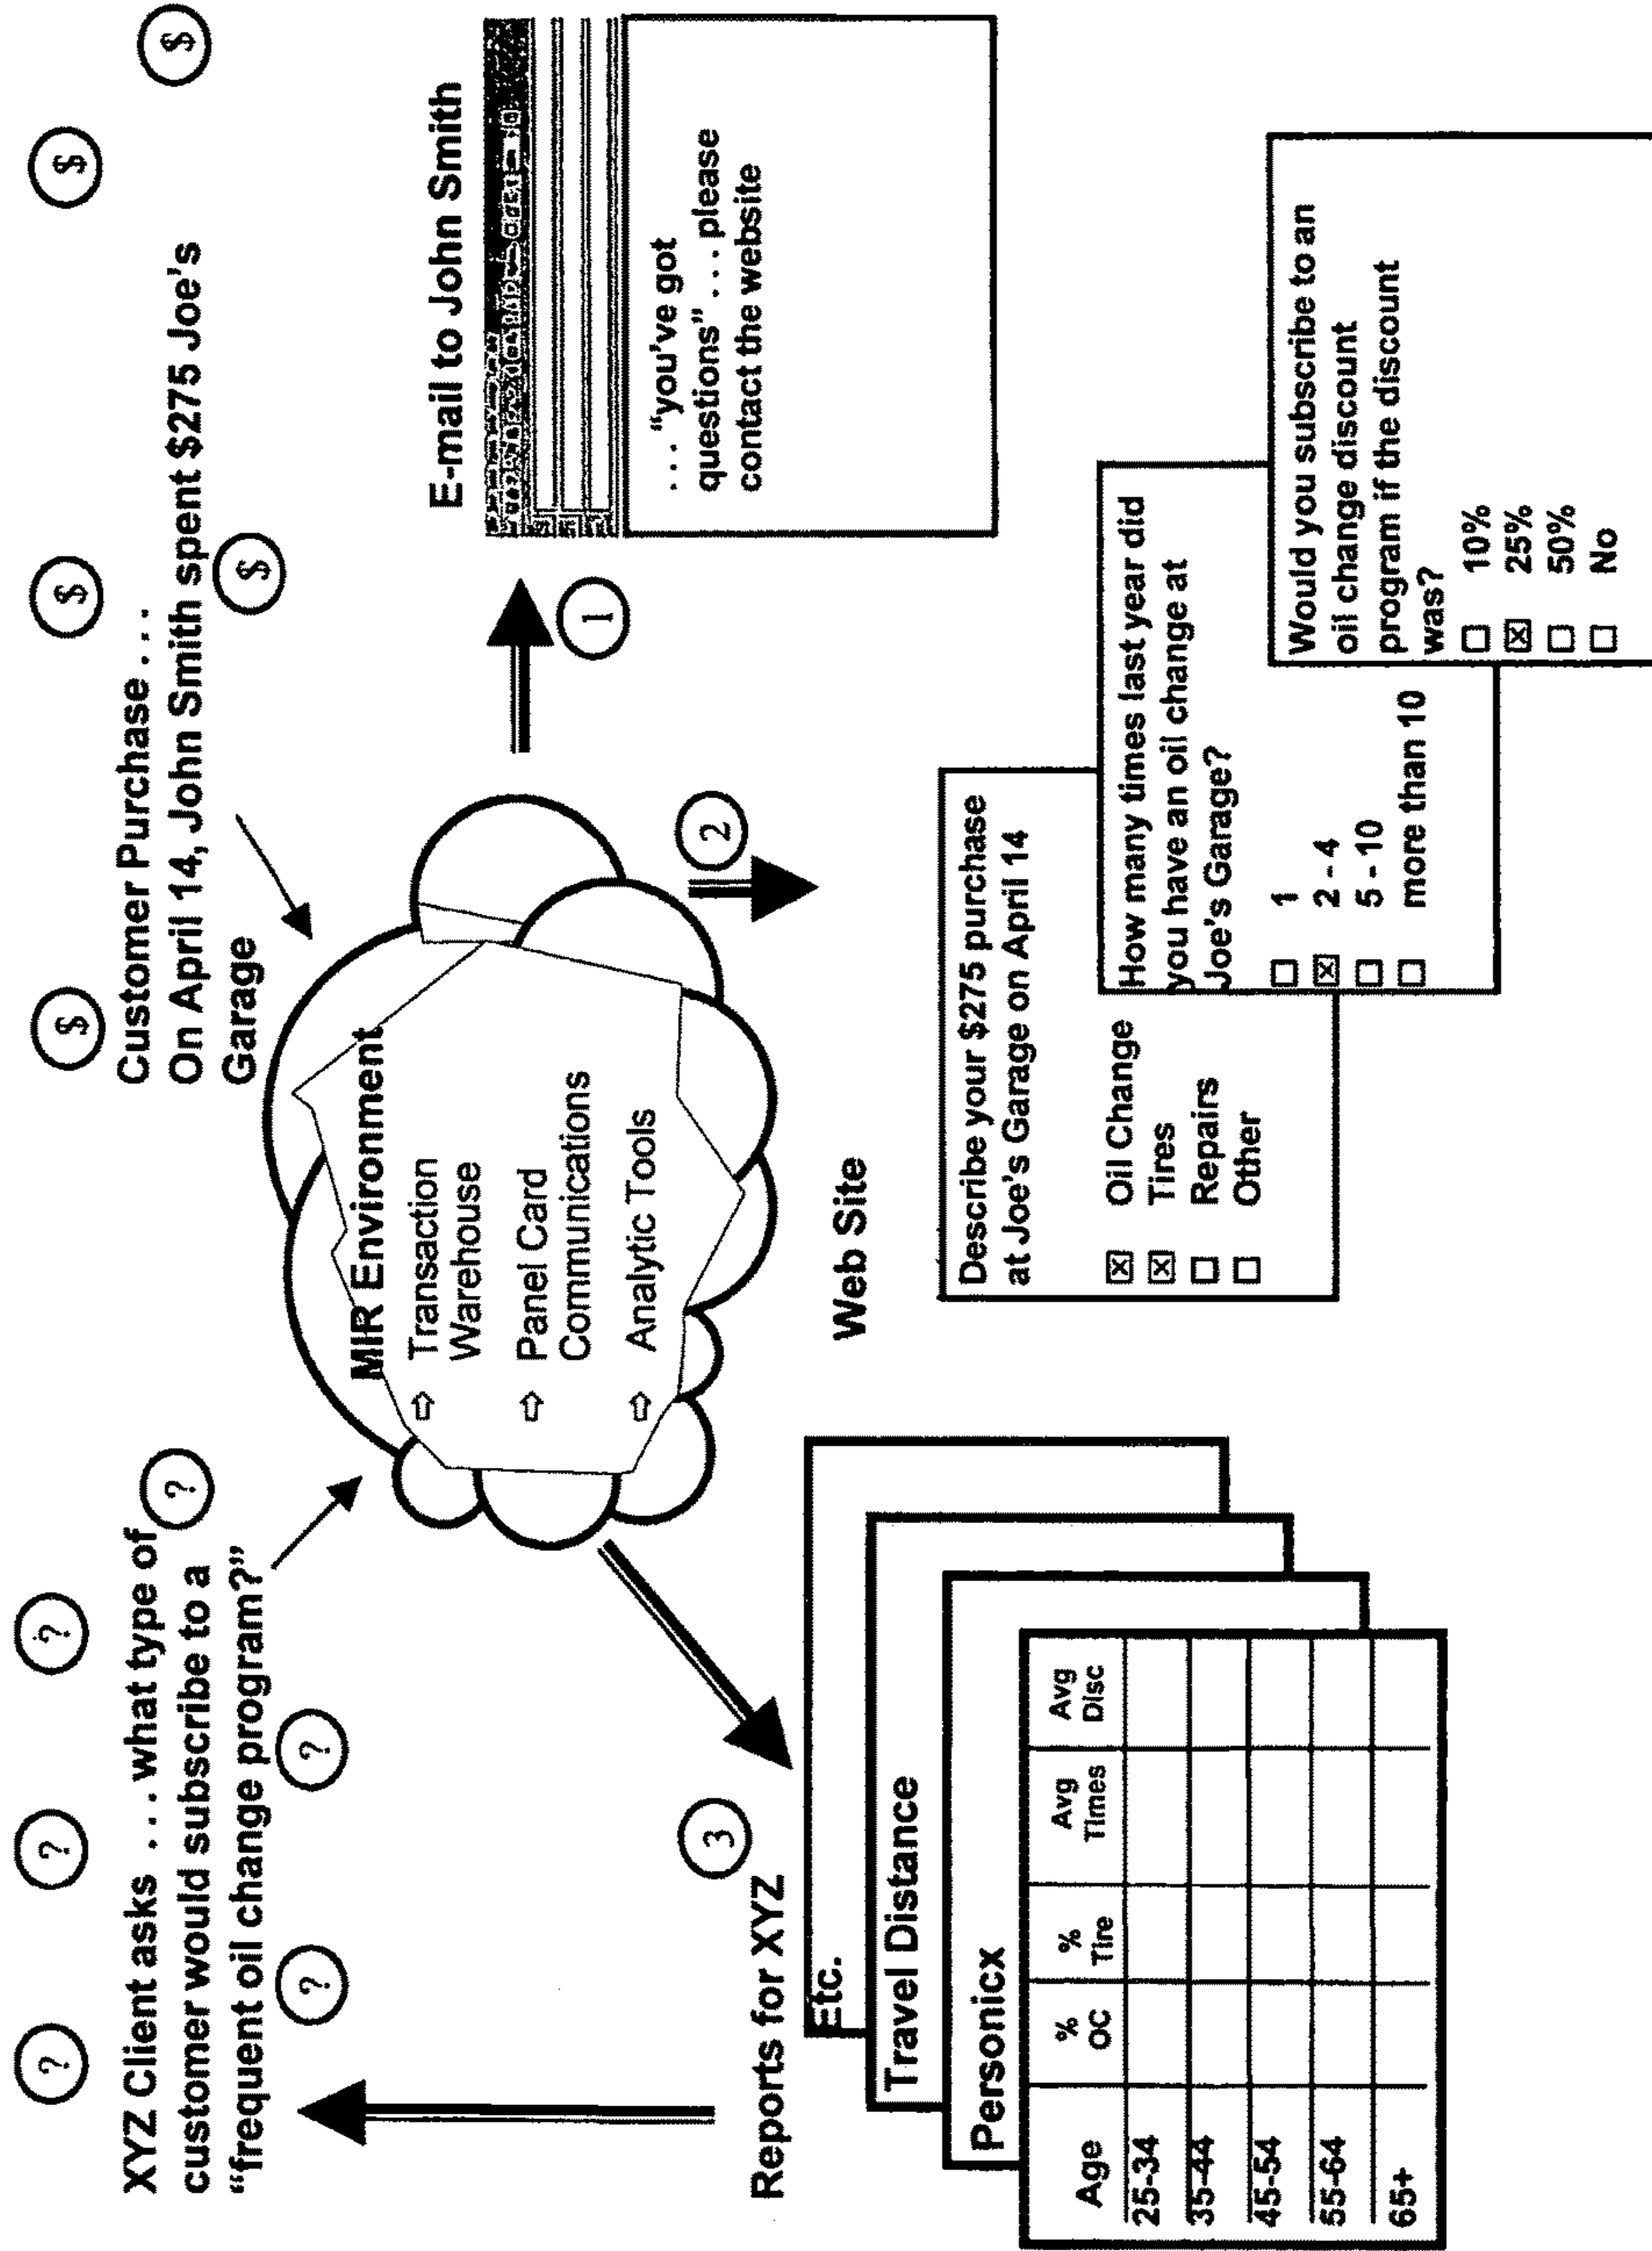 ?
?
?
XYZ Client asks . . . what type of
customer would subscribe to a
“frequent oil change program?”
?
?
?
$
$
$
$
Customer Purchase . . .
On April 14, John Smith spent $275 Joe's
Garage
$
MIR Environment
⇨ Transaction
Warehouse
⇨ Panel Card
Communications
⇨ Analytic Tools
1
E-mail to John Smith
. . . “you've got
questions” . . . please
contact the website
2
Web Site
Describe your $275 purchase
at Joe's Garage on April 14
☒ Oil Change
☒ Tires
☐ Repairs
☐ Other
How many times last year did
you have an oil change at
Joe's Garage?
☐ 1
☒ 2 - 4
☐ 5 - 10
☐ more than 10
Would you subscribe to an
oil change discount
program if the discount
was?
☐ 10%
☒ 25%
☐ 50%
☐ No
3
Reports for XYZ
Etc.
Travel Distance
Personicx
Age % OC % Tire Avg Times Avg Disc
25-34
35-44
45-54
55-64
65+